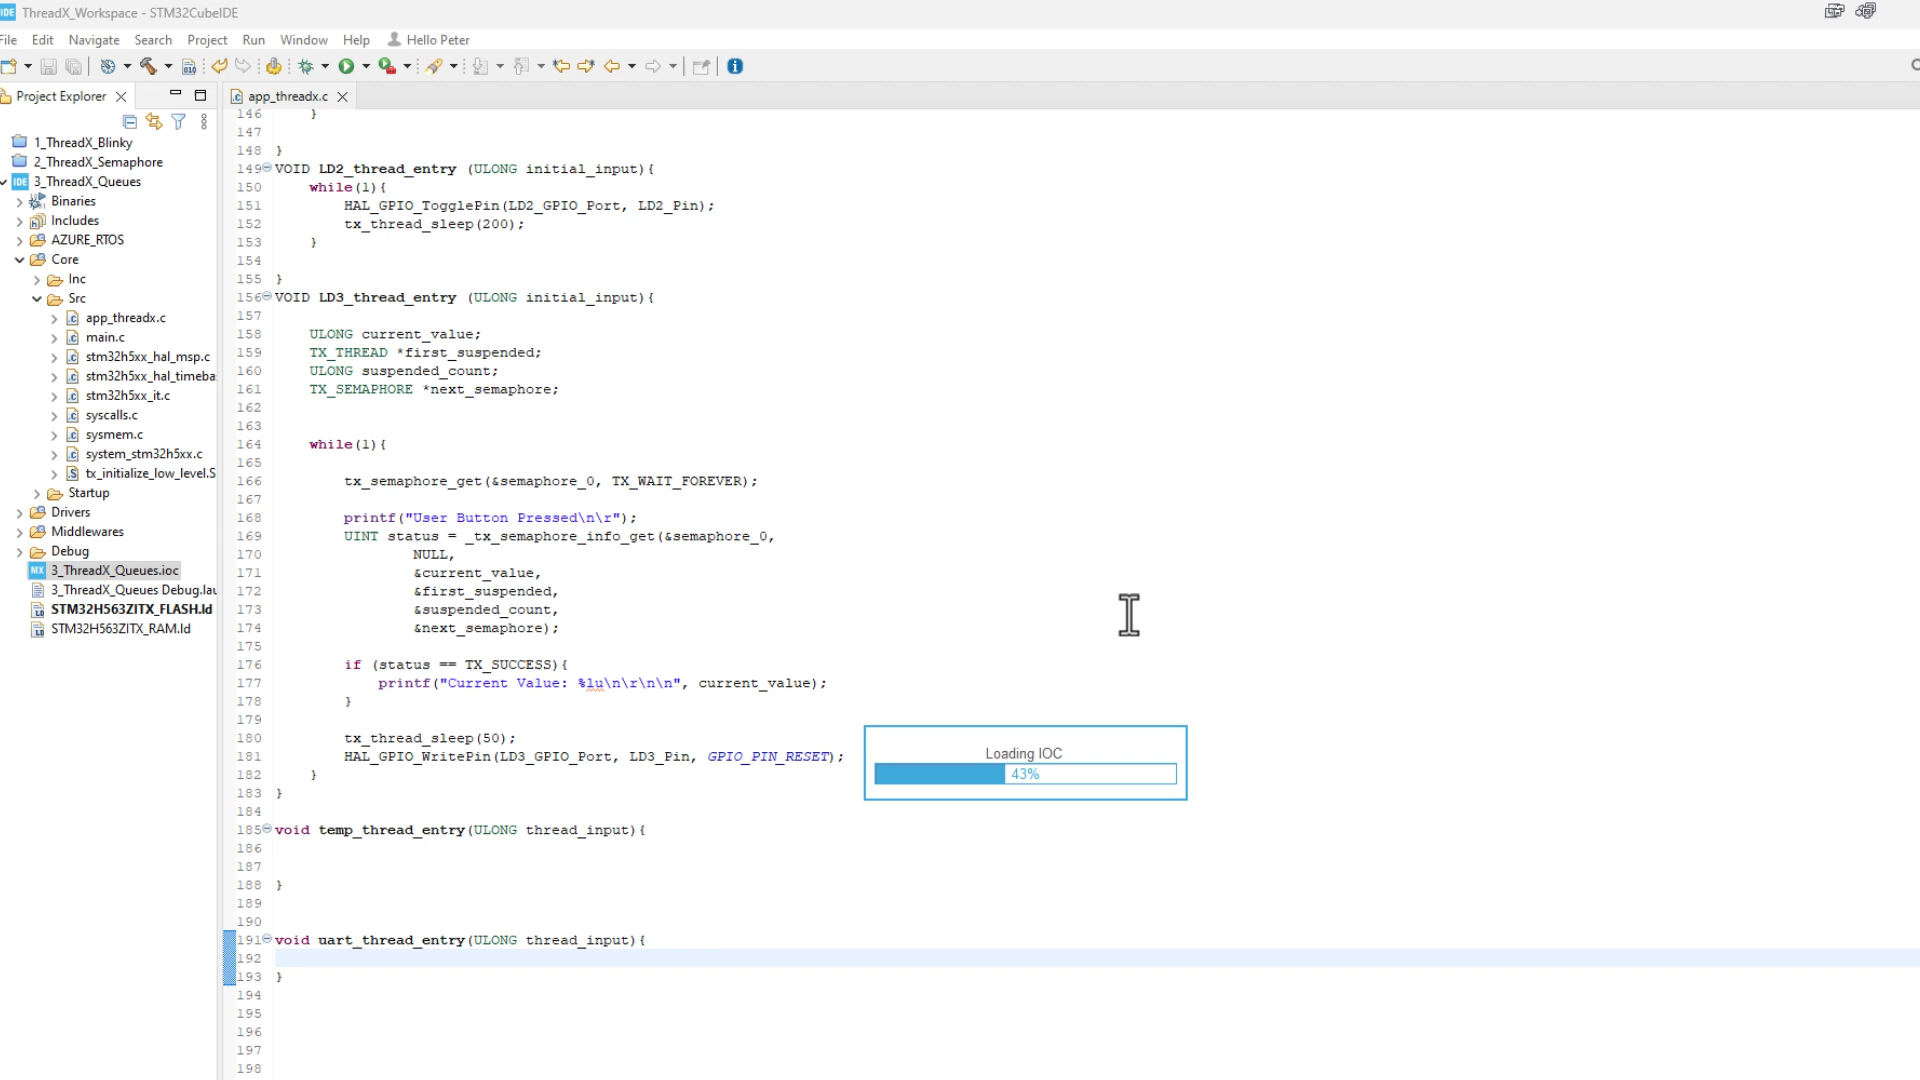 IDE ThreadX_Workspace - STM32CubeIDE
File Edit Navigate Search Project Run Window Help Hello Peter
Project Explorer
app_threadx.c
1_ThreadX_Blinky
2_ThreadX_Semaphore
IDE 3_ThreadX_Queues
Binaries
Includes
AZURE_RTOS
Core
Inc
Src
app_threadx.c
main.c
stm32h5xx_hal_msp.c
stm32h5xx_hal_timeba
stm32h5xx_it.c
syscalls.c
sysmem.c
system_stm32h5xx.c
tx_initialize_low_level.S
Startup
Drivers
Middlewares
Debug
MX 3_ThreadX_Queues.ioc
3_ThreadX_Queues Debug.lau
STM32H563ZITX_FLASH.ld
STM32H563ZITX_RAM.ld
146 }
147
148 }
149 VOID LD2_thread_entry (ULONG initial_input){
150 while(1){
151 HAL_GPIO_TogglePin(LD2_GPIO_Port, LD2_Pin);
152 tx_thread_sleep(200);
153 }
154
155 }
156 VOID LD3_thread_entry (ULONG initial_input){
157
158 ULONG current_value;
159 TX_THREAD *first_suspended;
160 ULONG suspended_count;
161 TX_SEMAPHORE *next_semaphore;
162
163
164 while(1){
165
166 tx_semaphore_get(&semaphore_0, TX_WAIT_FOREVER);
167
168 printf("User Button Pressed\n\r");
169 UINT status = _tx_semaphore_info_get(&semaphore_0,
170 NULL,
171 &current_value,
172 &first_suspended,
173 &suspended_count,
174 &next_semaphore);
175
176 if (status == TX_SUCCESS){
177 printf("Current Value: %lu\n\r\n\n", current_value);
178 }
179
180 tx_thread_sleep(50);
181 HAL_GPIO_WritePin(LD3_GPIO_Port, LD3_Pin, GPIO_PIN_RESET);
182 }
183 }
184
185 void temp_thread_entry(ULONG thread_input){
186
187
188 }
189
190
191 void uart_thread_entry(ULONG thread_input){
192
193 }
194
195
196
197
198
Loading IOC
43%